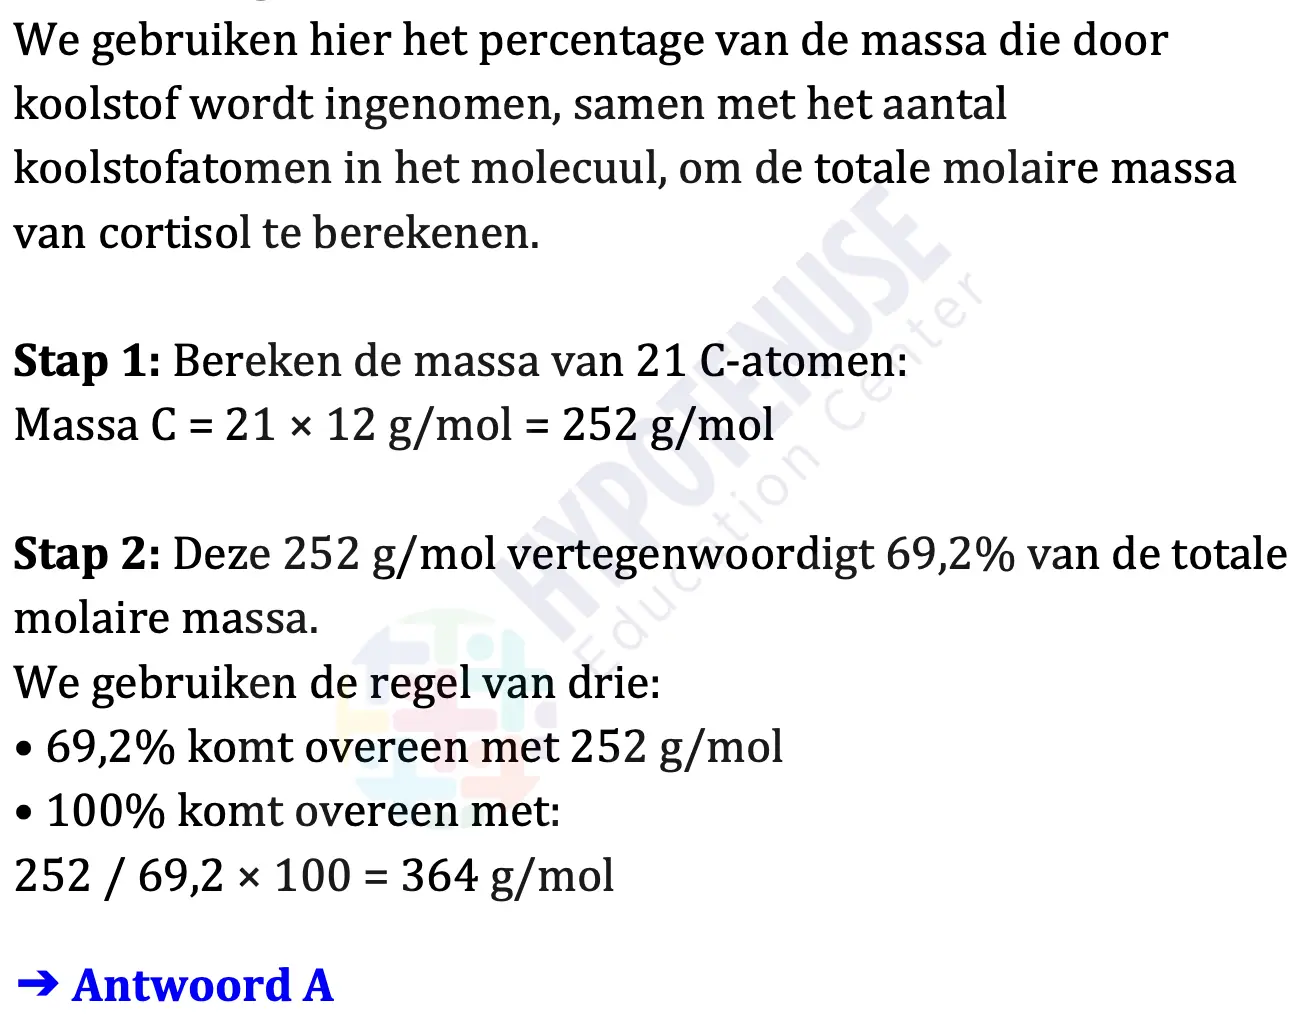 We gebruiken hier het percentage van de massa die door
koolstof wordt ingenomen, samen met het aantal
koolstofatomen in het molecuul, om de totale molaire massa
van cortisol te berekenen.
Stap 1: Bereken de massa van 21 C-atomen:
Massa C = 21 × 12 g/mol = 252 g/mol
Stap 2: Deze 252 g/mol vertegenwoordigt 69,2% van de totale
molaire massa.
We gebruiken de regel van drie:
• 69,2% komt overeen met 252 g/mol
• 100% komt overeen met:
252 / 69,2 × 100 = 364 g/mol
➔ Antwoord A
HYPOTENUSE
Education Center